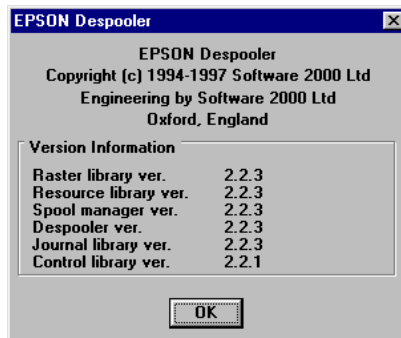 EPSON Despooler
EPSON Despooler
Copyright (c) 1994-1997 Software 2000 Ltd
Engineering by Software 2000 Ltd
Oxford, England
Version Information
Raster library ver. 2.2.3
Resource library ver. 2.2.3
Spool manager ver. 2.2.3
Despooler ver. 2.2.3
Journal library ver. 2.2.3
Control library ver. 2.2.1
OK